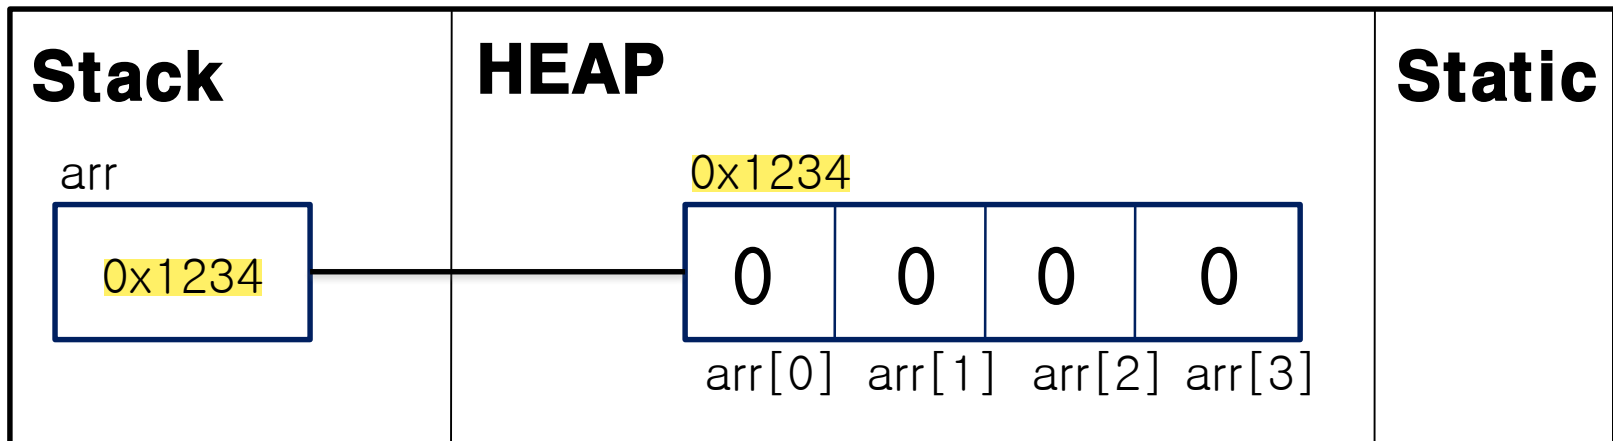 Stack
HEAP
Static
arr
0x1234
0x1234
0 0 0 0
arr[0] arr[1] arr[2] arr[3]